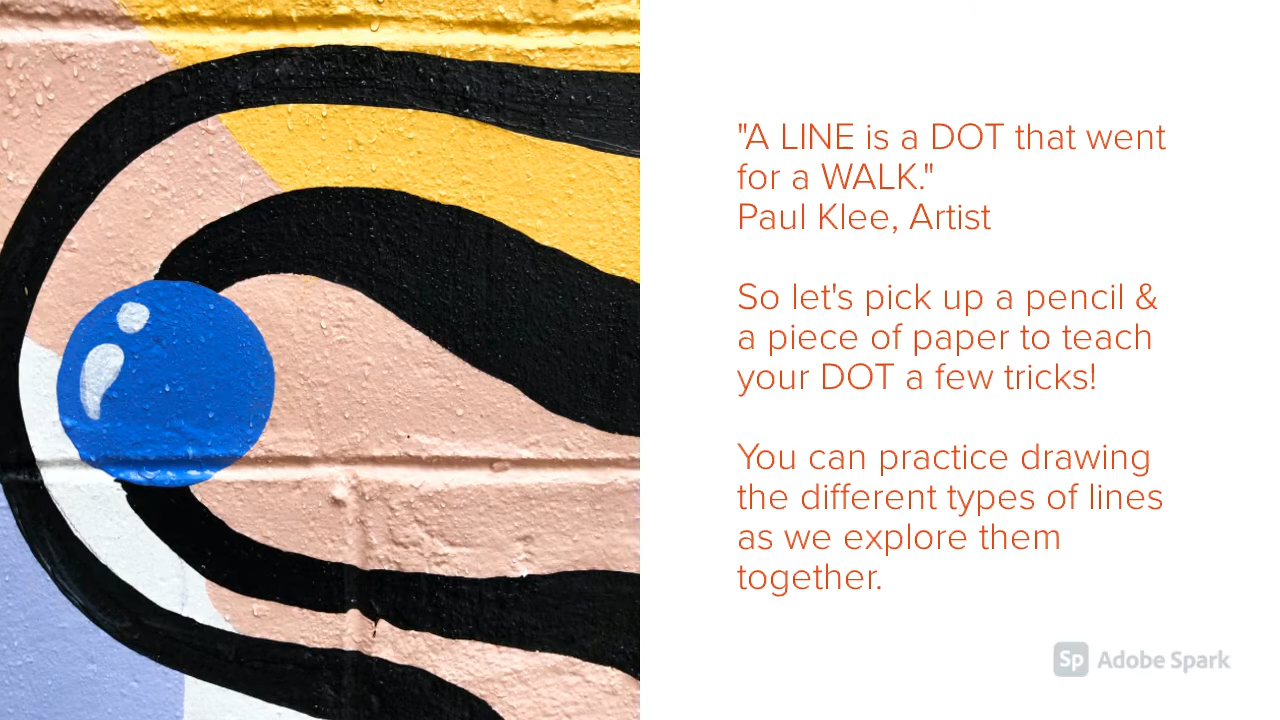 "A LINE is a DOT that went
for a WALK."
Paul Klee, Artist
So let's pick up a pencil &
a piece of paper to teach
your DOT a few tricks!
You can practice drawing
the different types of lines
as we explore them
together.
Sp Adobe Spark